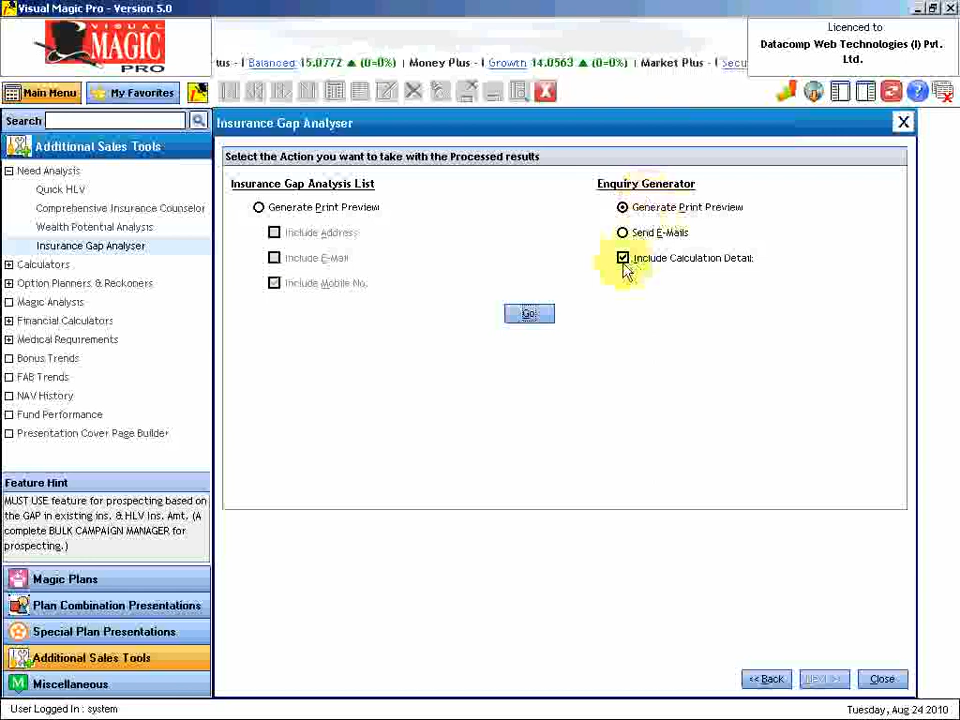 Visual Magic Pro - Version 5.0
VISUAL
MAGIC
PRO
tus - ( Balanced 15.0772 ▲ (0=0%) | Money Plus - ( Growth 14.0563 ▲ (0=0%) | Market Plus - ( Secu
Licenced to
Datacomp Web Technologies (I) Pvt.
Ltd.
Main Menu
My Favorites
Search
Insurance Gap Analyser
X
Additional Sales Tools
Need Analysis
Quick HLV
Comprehensive Insurance Counselor
Wealth Potential Analysis
Insurance Gap Analyser
Calculators
Option Planners & Reckoners
Magic Analysis
Financial Calculators
Medical Requirements
Bonus Trends
FAB Trends
NAV History
Fund Performance
Presentation Cover Page Builder
Select the Action you want to take with the Processed results
Insurance Gap Analysis List
Generate Print Preview
Include Address
Include E-Mail
Include Mobile No.
Enquiry Generator
Generate Print Preview
Send E-Mails
Include Calculation Detail:
Go
Feature Hint
MUST USE feature for prospecting based on
the GAP in existing ins. & HLV Ins. Amt. (A
complete BULK CAMPAIGN MANAGER for
prospecting.)
Magic Plans
Plan Combination Presentations
Special Plan Presentations
Additional Sales Tools
Miscellaneous
<< Back
Next >>
Close
User Logged In : system
Tuesday, Aug 24 2010